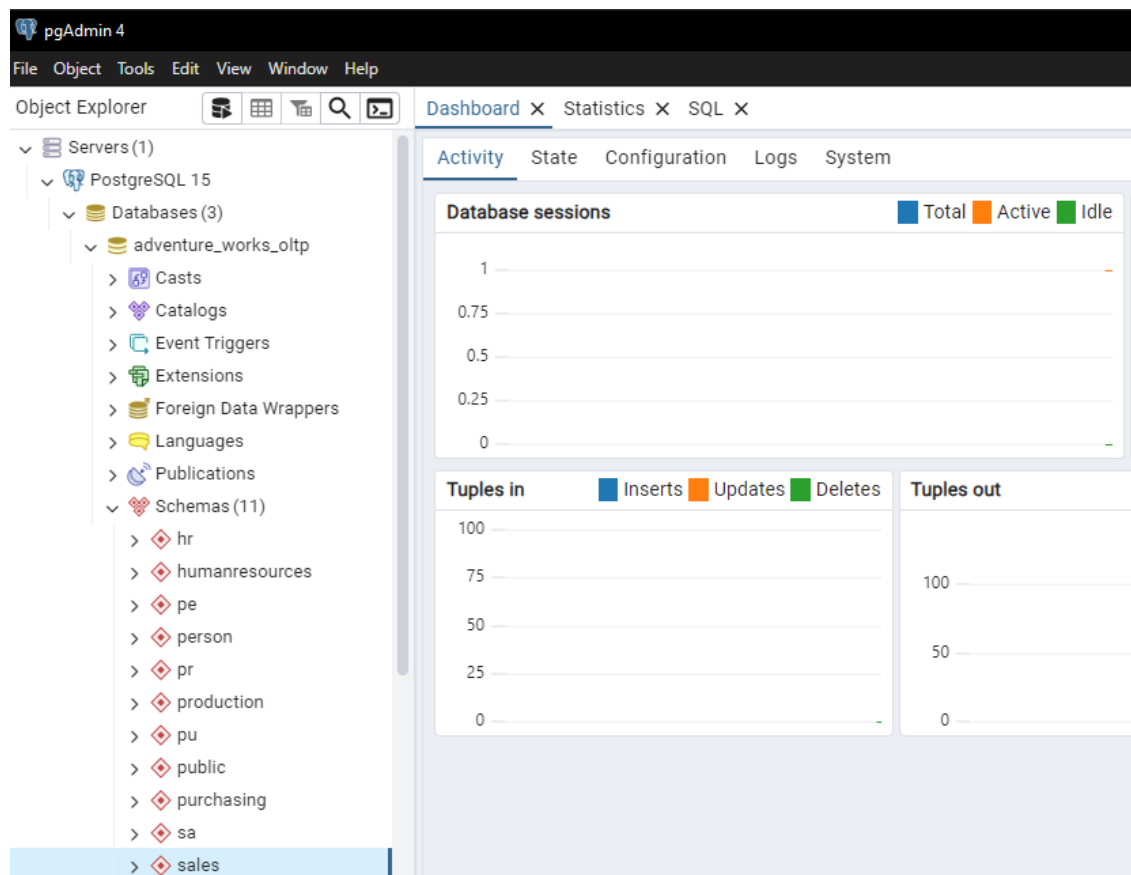 pgAdmin 4
File Object Tools Edit View Window Help
Object Explorer
Dashboard Statistics SQL
Servers (1)
PostgreSQL 15
Databases (3)
adventure_works_oltp
Casts
Catalogs
Event Triggers
Extensions
Foreign Data Wrappers
Languages
Publications
Schemas (11)
hr
humanresources
pe
person
pr
production
pu
public
purchasing
sa
sales
Activity State Configuration Logs System
Database sessions Total Active Idle
1
0.75
0.5
0.25
0
Tuples in Inserts Updates Deletes
100
75
50
25
0
Tuples out
100
50
0